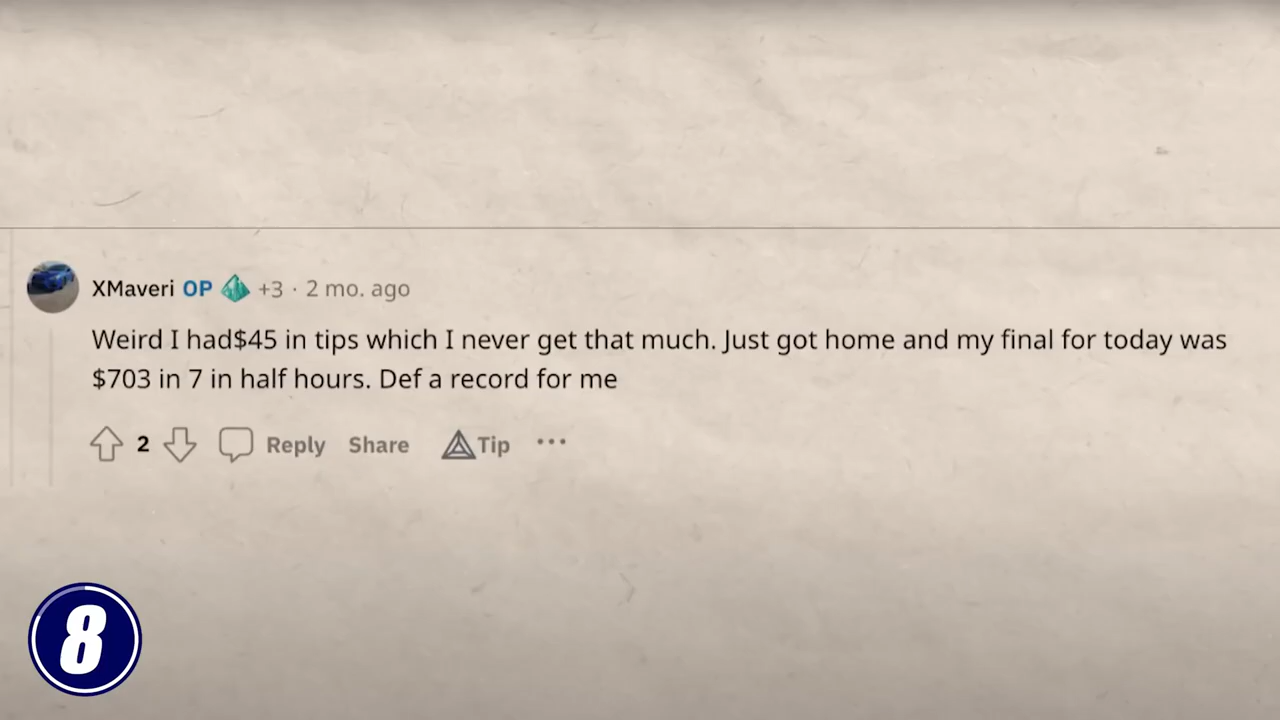 XMaveri OP +3 · 2 mo. ago
Weird I had$45 in tips which I never get that much. Just got home and my final for today was
$703 in 7 in half hours. Def a record for me
2 Reply Share Tip •••
8